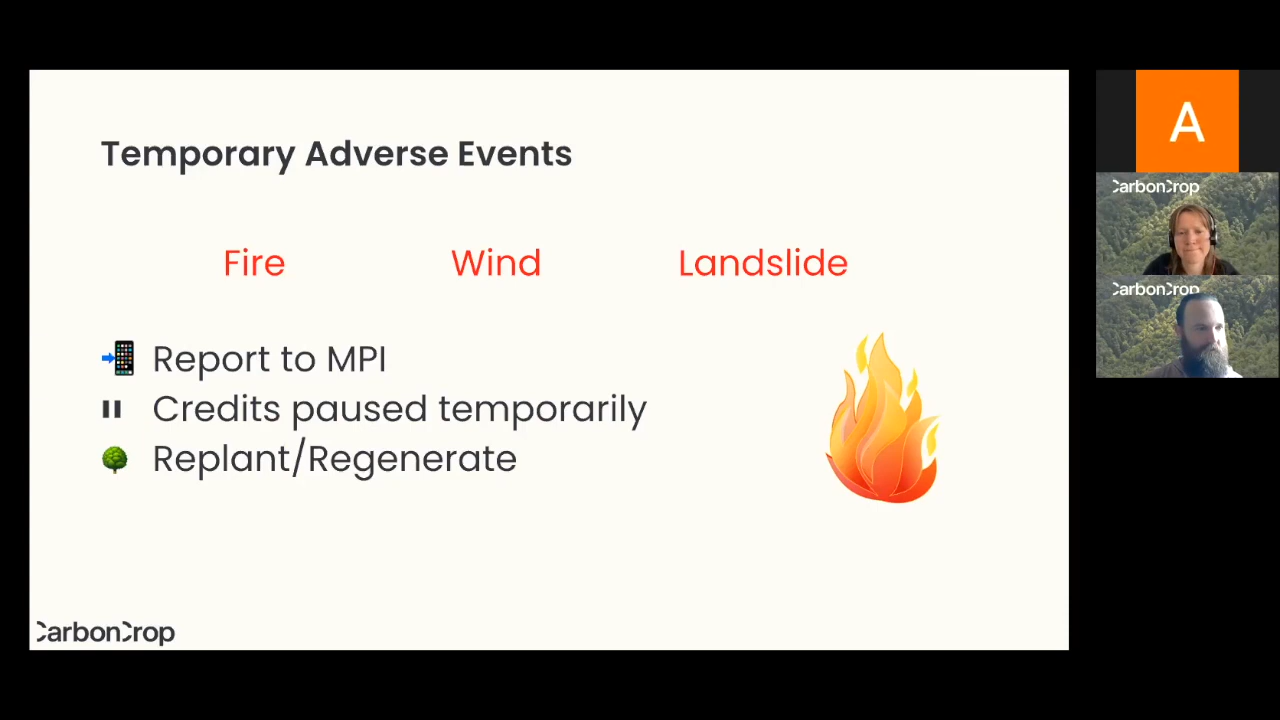 Temporary Adverse Events
Fire Wind Landslide
Report to MPI
Credits paused temporarily
Replant/Regenerate
CarbonCrop
A
CarbonCrop
CarbonCrop